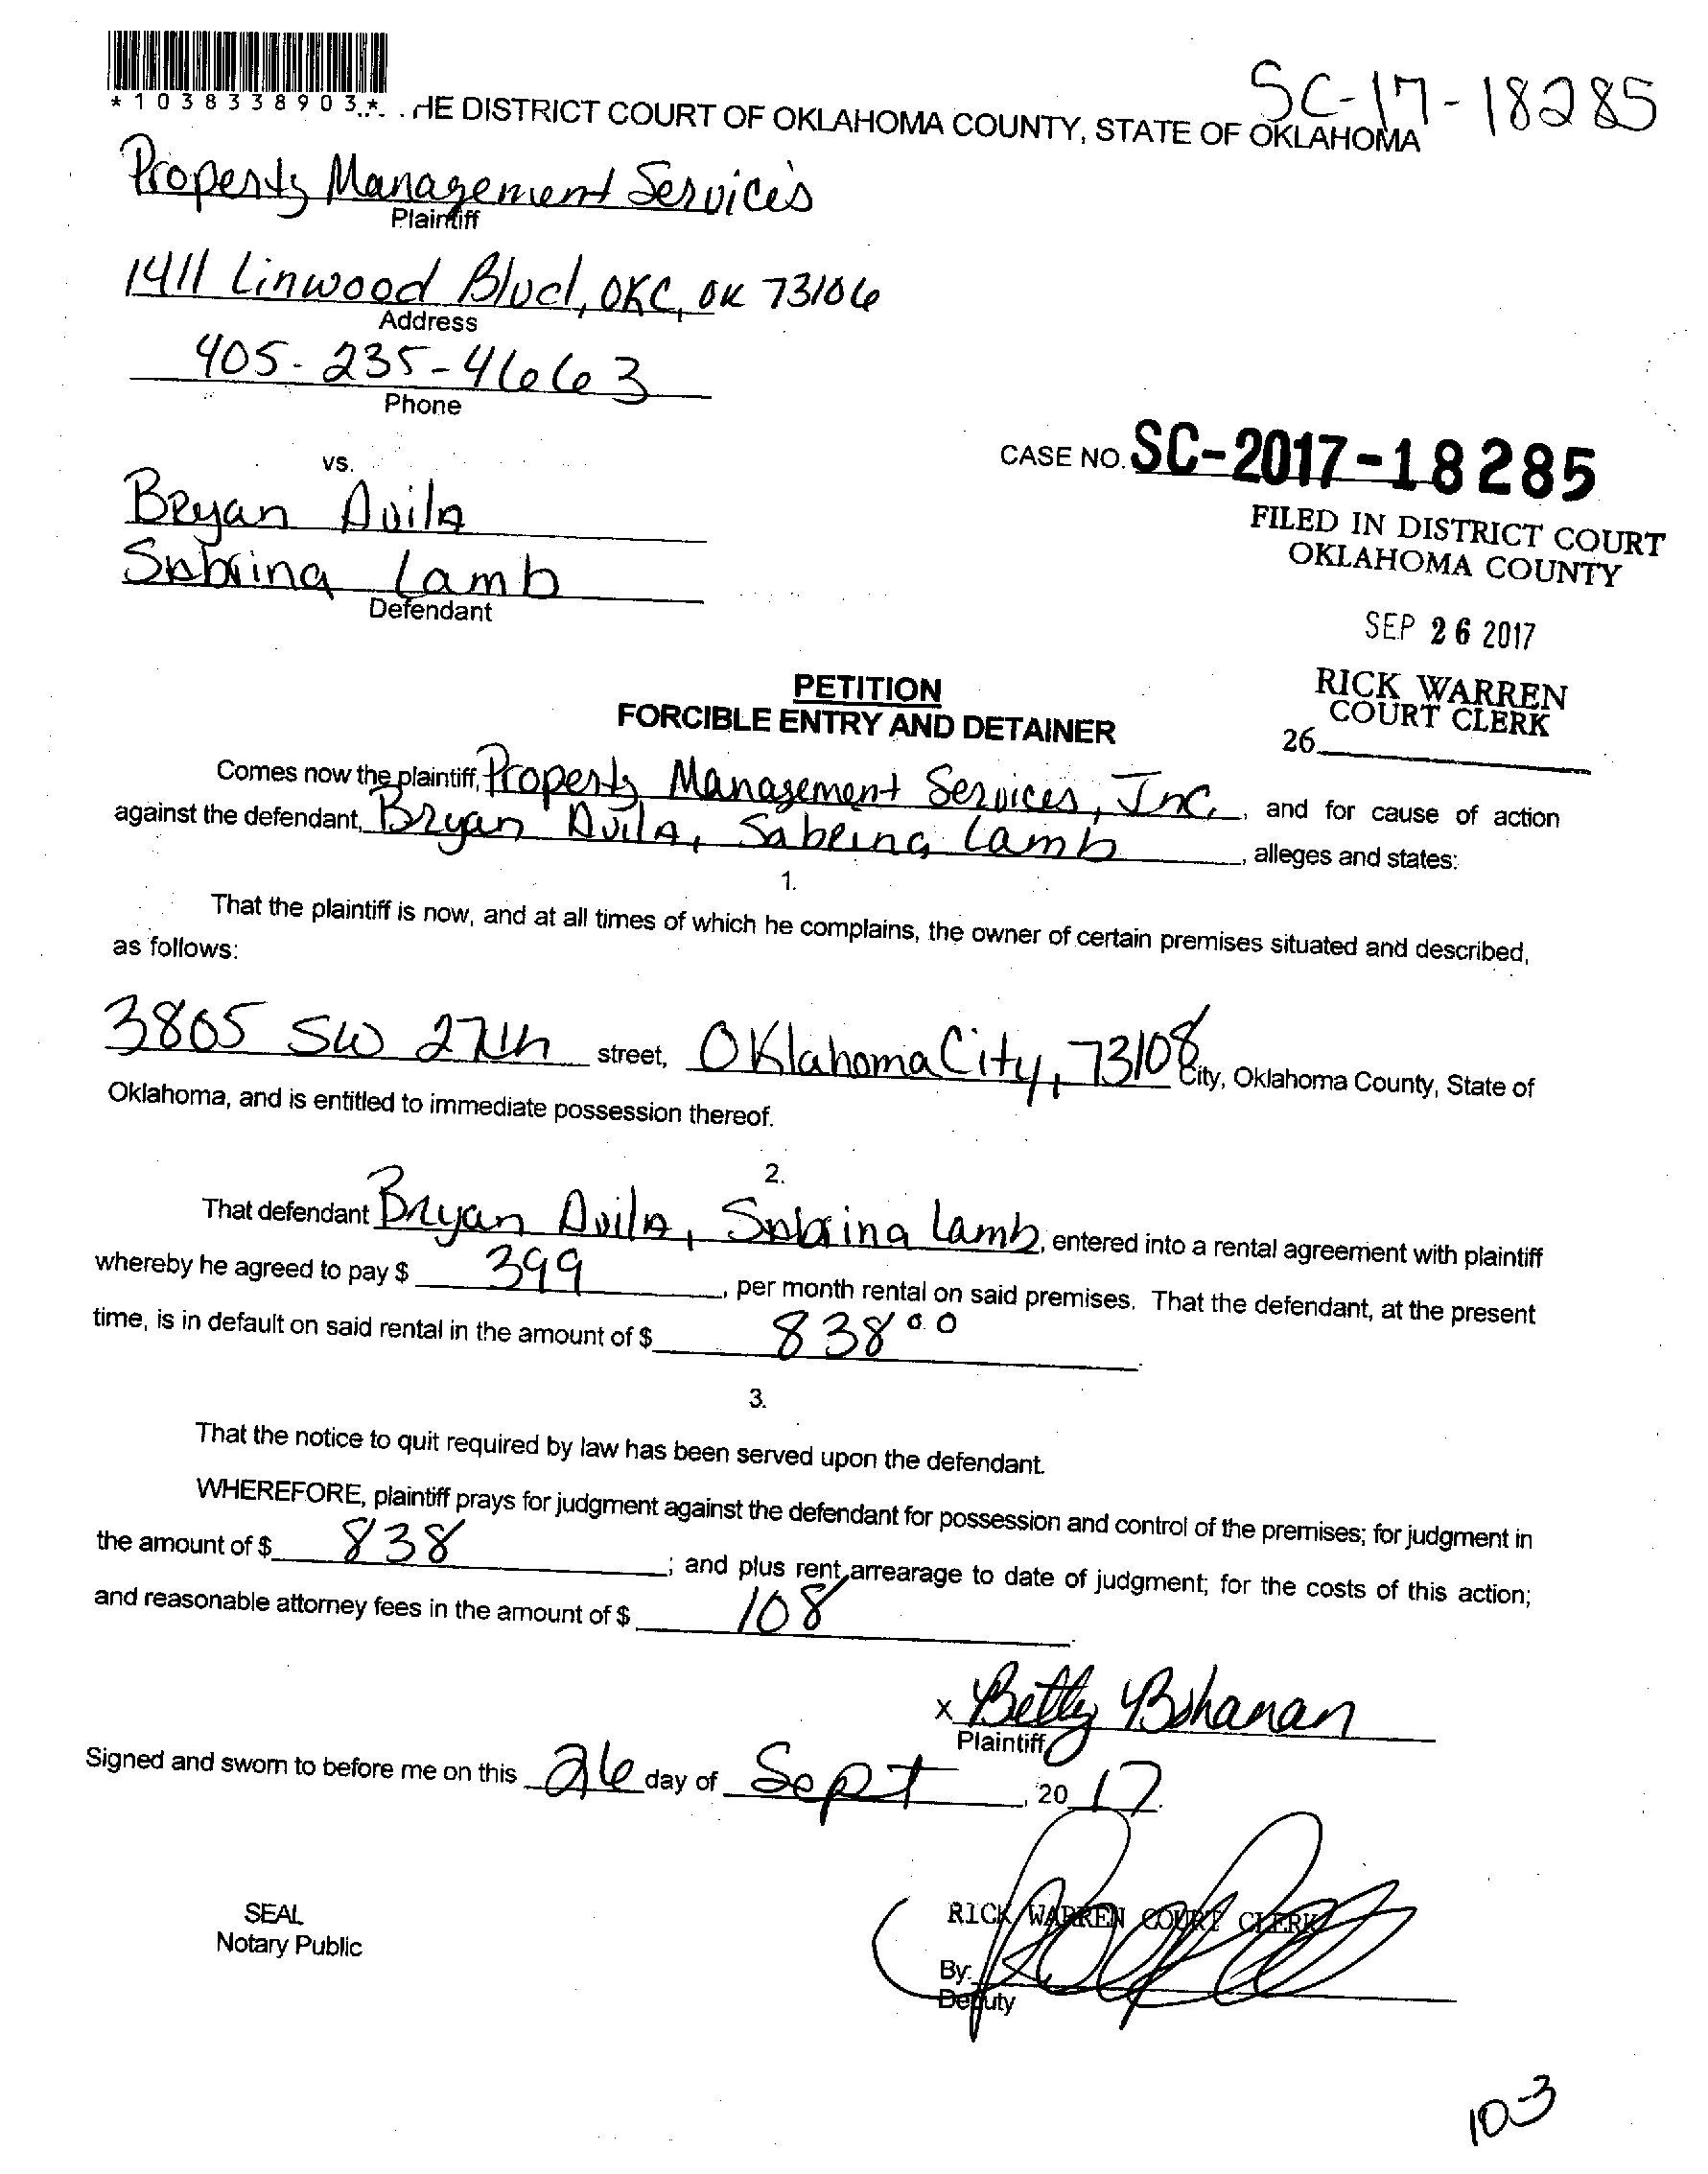 SC-17-18285
*1038338903*
HE DISTRICT COURT OF OKLAHOMA COUNTY, STATE OF OKLAHOMA
Property Management Services
Plaintiff
1411 Linwood Blvd, OKC, OK 73106
Address
405-235-4663
Phone
vs.
CASE NO. SC-2017-18285
Bryan Avila
Sabrina Lamb
Defendant
FILED IN DISTRICT COURT
OKLAHOMA COUNTY
SEP 26 2017
RICK WARREN
COURT CLERK
26
PETITION
FORCIBLE ENTRY AND DETAINER
Comes now the plaintiff, Property Management Services, Inc., and for cause of action
against the defendant, Bryan Avila, Sabrina Lamb, alleges and states:
1.
That the plaintiff is now, and at all times of which he complains, the owner of certain premises situated and described,
as follows:
3805 SW 27th street, Oklahoma City, 73108 City, Oklahoma County, State of
Oklahoma, and is entitled to immediate possession thereof.
2.
That defendant Bryan Avila, Sabrina Lamb, entered into a rental agreement with plaintiff
whereby he agreed to pay $ 399, per month rental on said premises. That the defendant, at the present
time, is in default on said rental in the amount of $ 838 00.
3.
That the notice to quit required by law has been served upon the defendant.
WHEREFORE, plaintiff prays for judgment against the defendant for possession and control of the premises; for judgment in
the amount of $ 838; and plus rent arrearage to date of judgment; for the costs of this action;
and reasonable attorney fees in the amount of $ 108.
x Betty Bohanan
Plaintiff
Signed and sworn to before me on this 26 day of Sept, 2017.
SEAL
Notary Public
RICK WARREN COURT CLERK
By:
Deputy
10-3